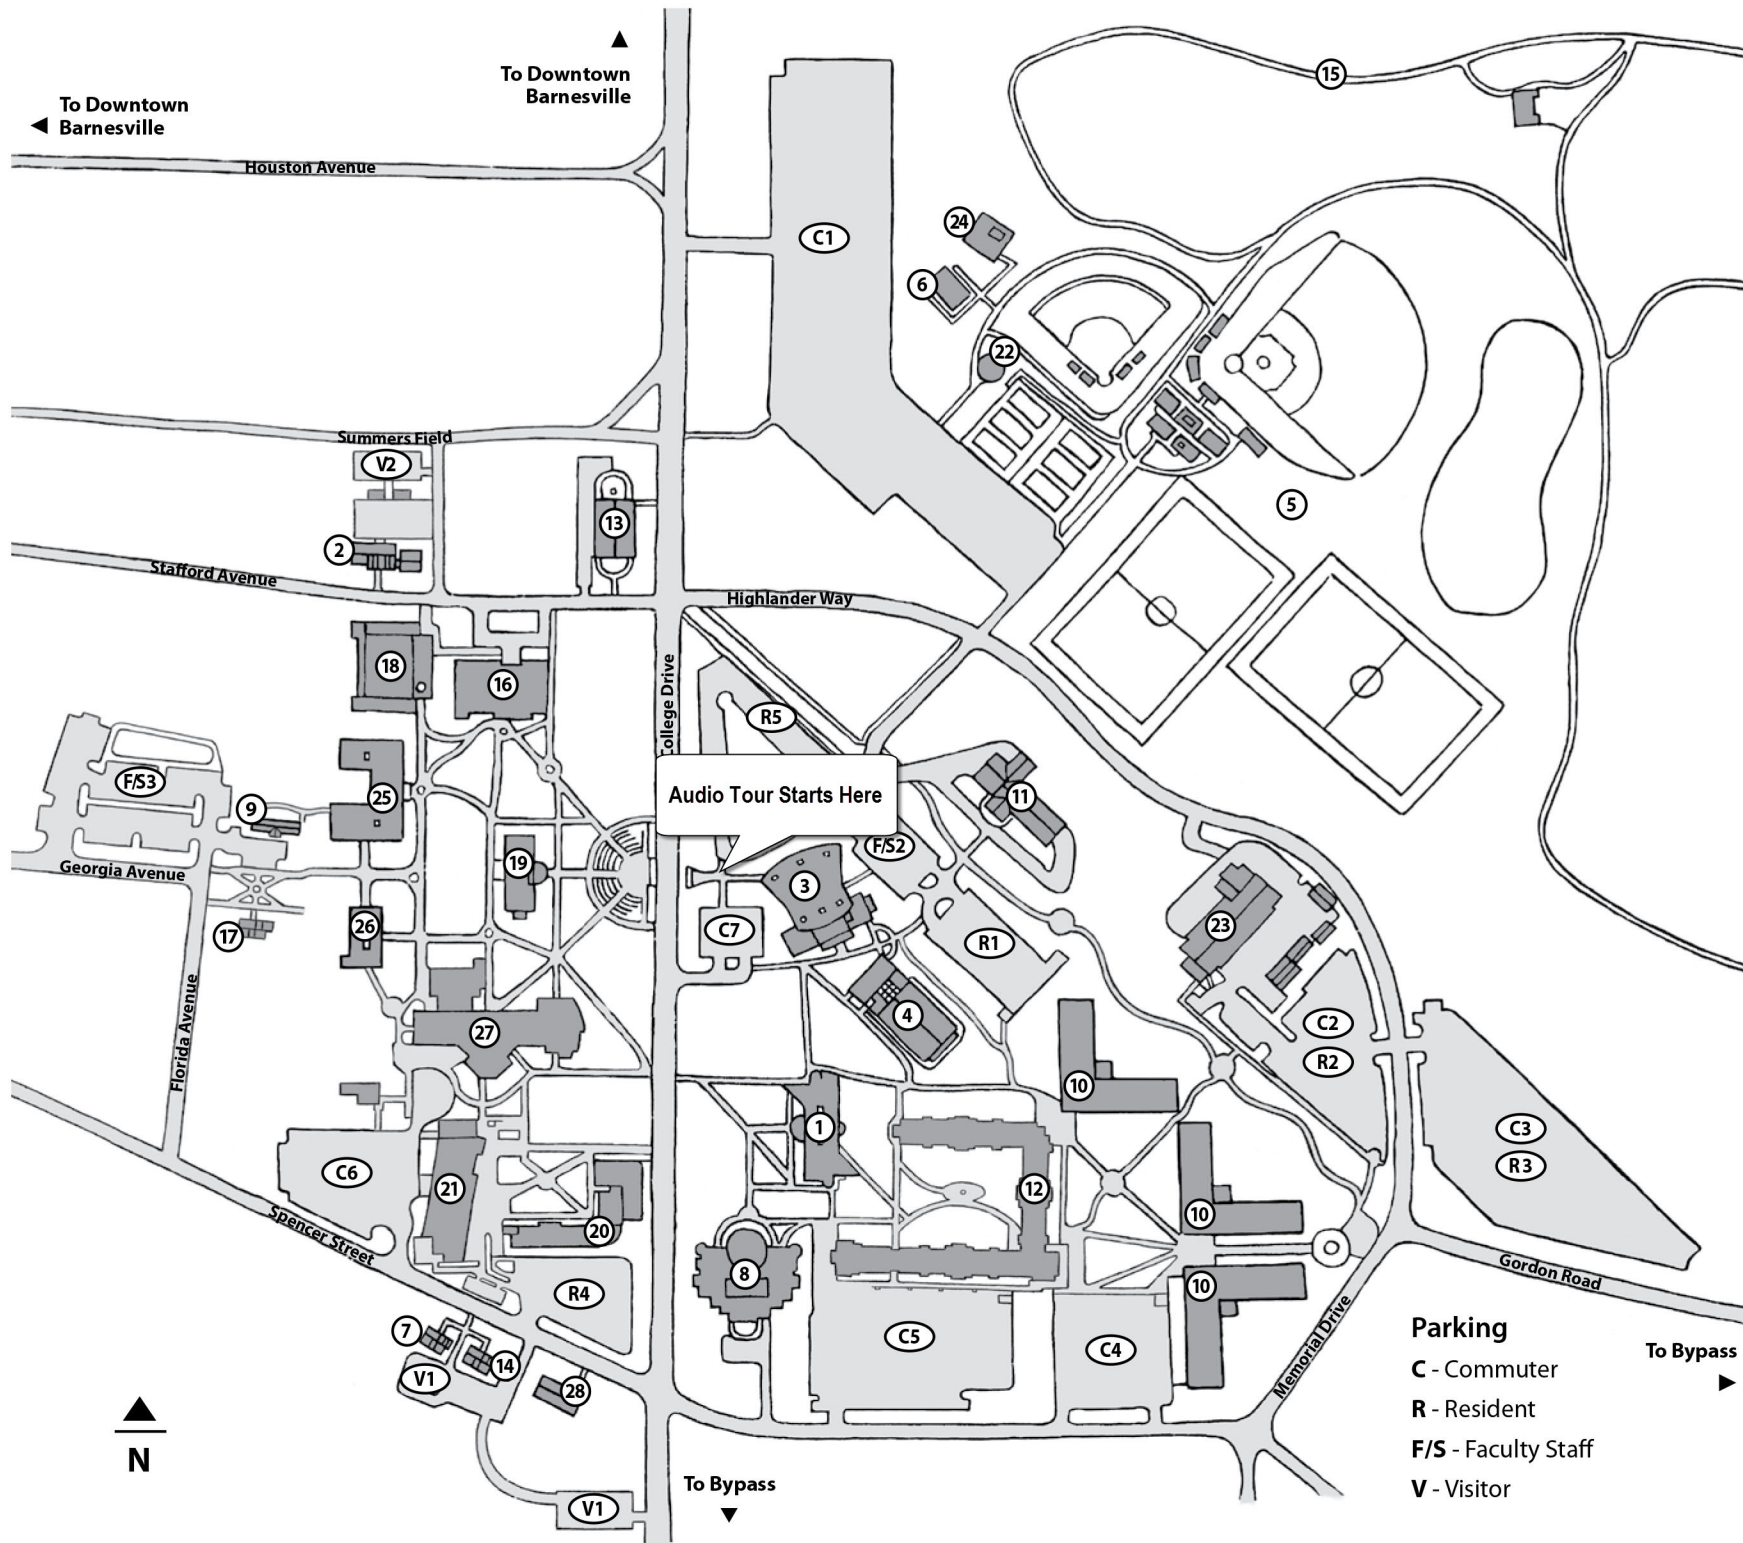 To Downtown
Barnesville
To Downtown
Barnesville
15
Houston Avenue
24
C1
6
22
Summers Field
V2
5
13
2
Stafford Avenue
Highlander Way
18
16
College Drive
R5
F/S3
Audio Tour Starts Here
11
25
9
F/S2
19
Georgia Avenue
3
26
C7
23
17
R1
4
C2
27
Florida Avenue
R2
10
1
C3
R3
C6
21
12
10
20
Spencer Street
8
Gordon Road
10
R4
7
C5
C4
Memorial Drive
14
V1
28
Parking
C - Commuter
R - Resident
F/S - Faculty Staff
V - Visitor
To Bypass
N
To Bypass
V1